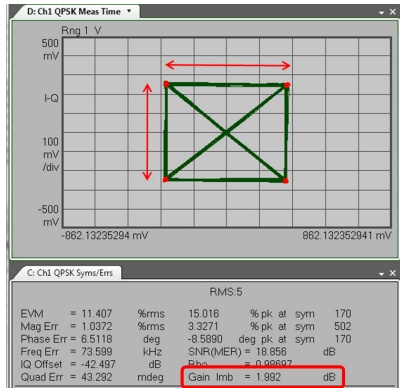 D: Ch1 QPSK Meas Time
Rng 1 V
500
mV
I-Q
100
mV
/div
-500
mV
-862.13235294 mV 862.132352941 mV
C: Ch1 QPSK Syms/Errs
RMS:5
EVM = 11.407 %rms 15.016 % pk at sym 170
Mag Err = 1.0372 %rms 3.3271 % pk at sym 502
Phase Err = 6.5118 deg -8.5890 deg pk at sym 170
Freq Err = 73.599 kHz SNR(MER) = 18.856 dB
IQ Offset = -42.497 dB Rho = 0.98697
Quad Err = 43.292 mdeg Gain Imb = 1.992 dB